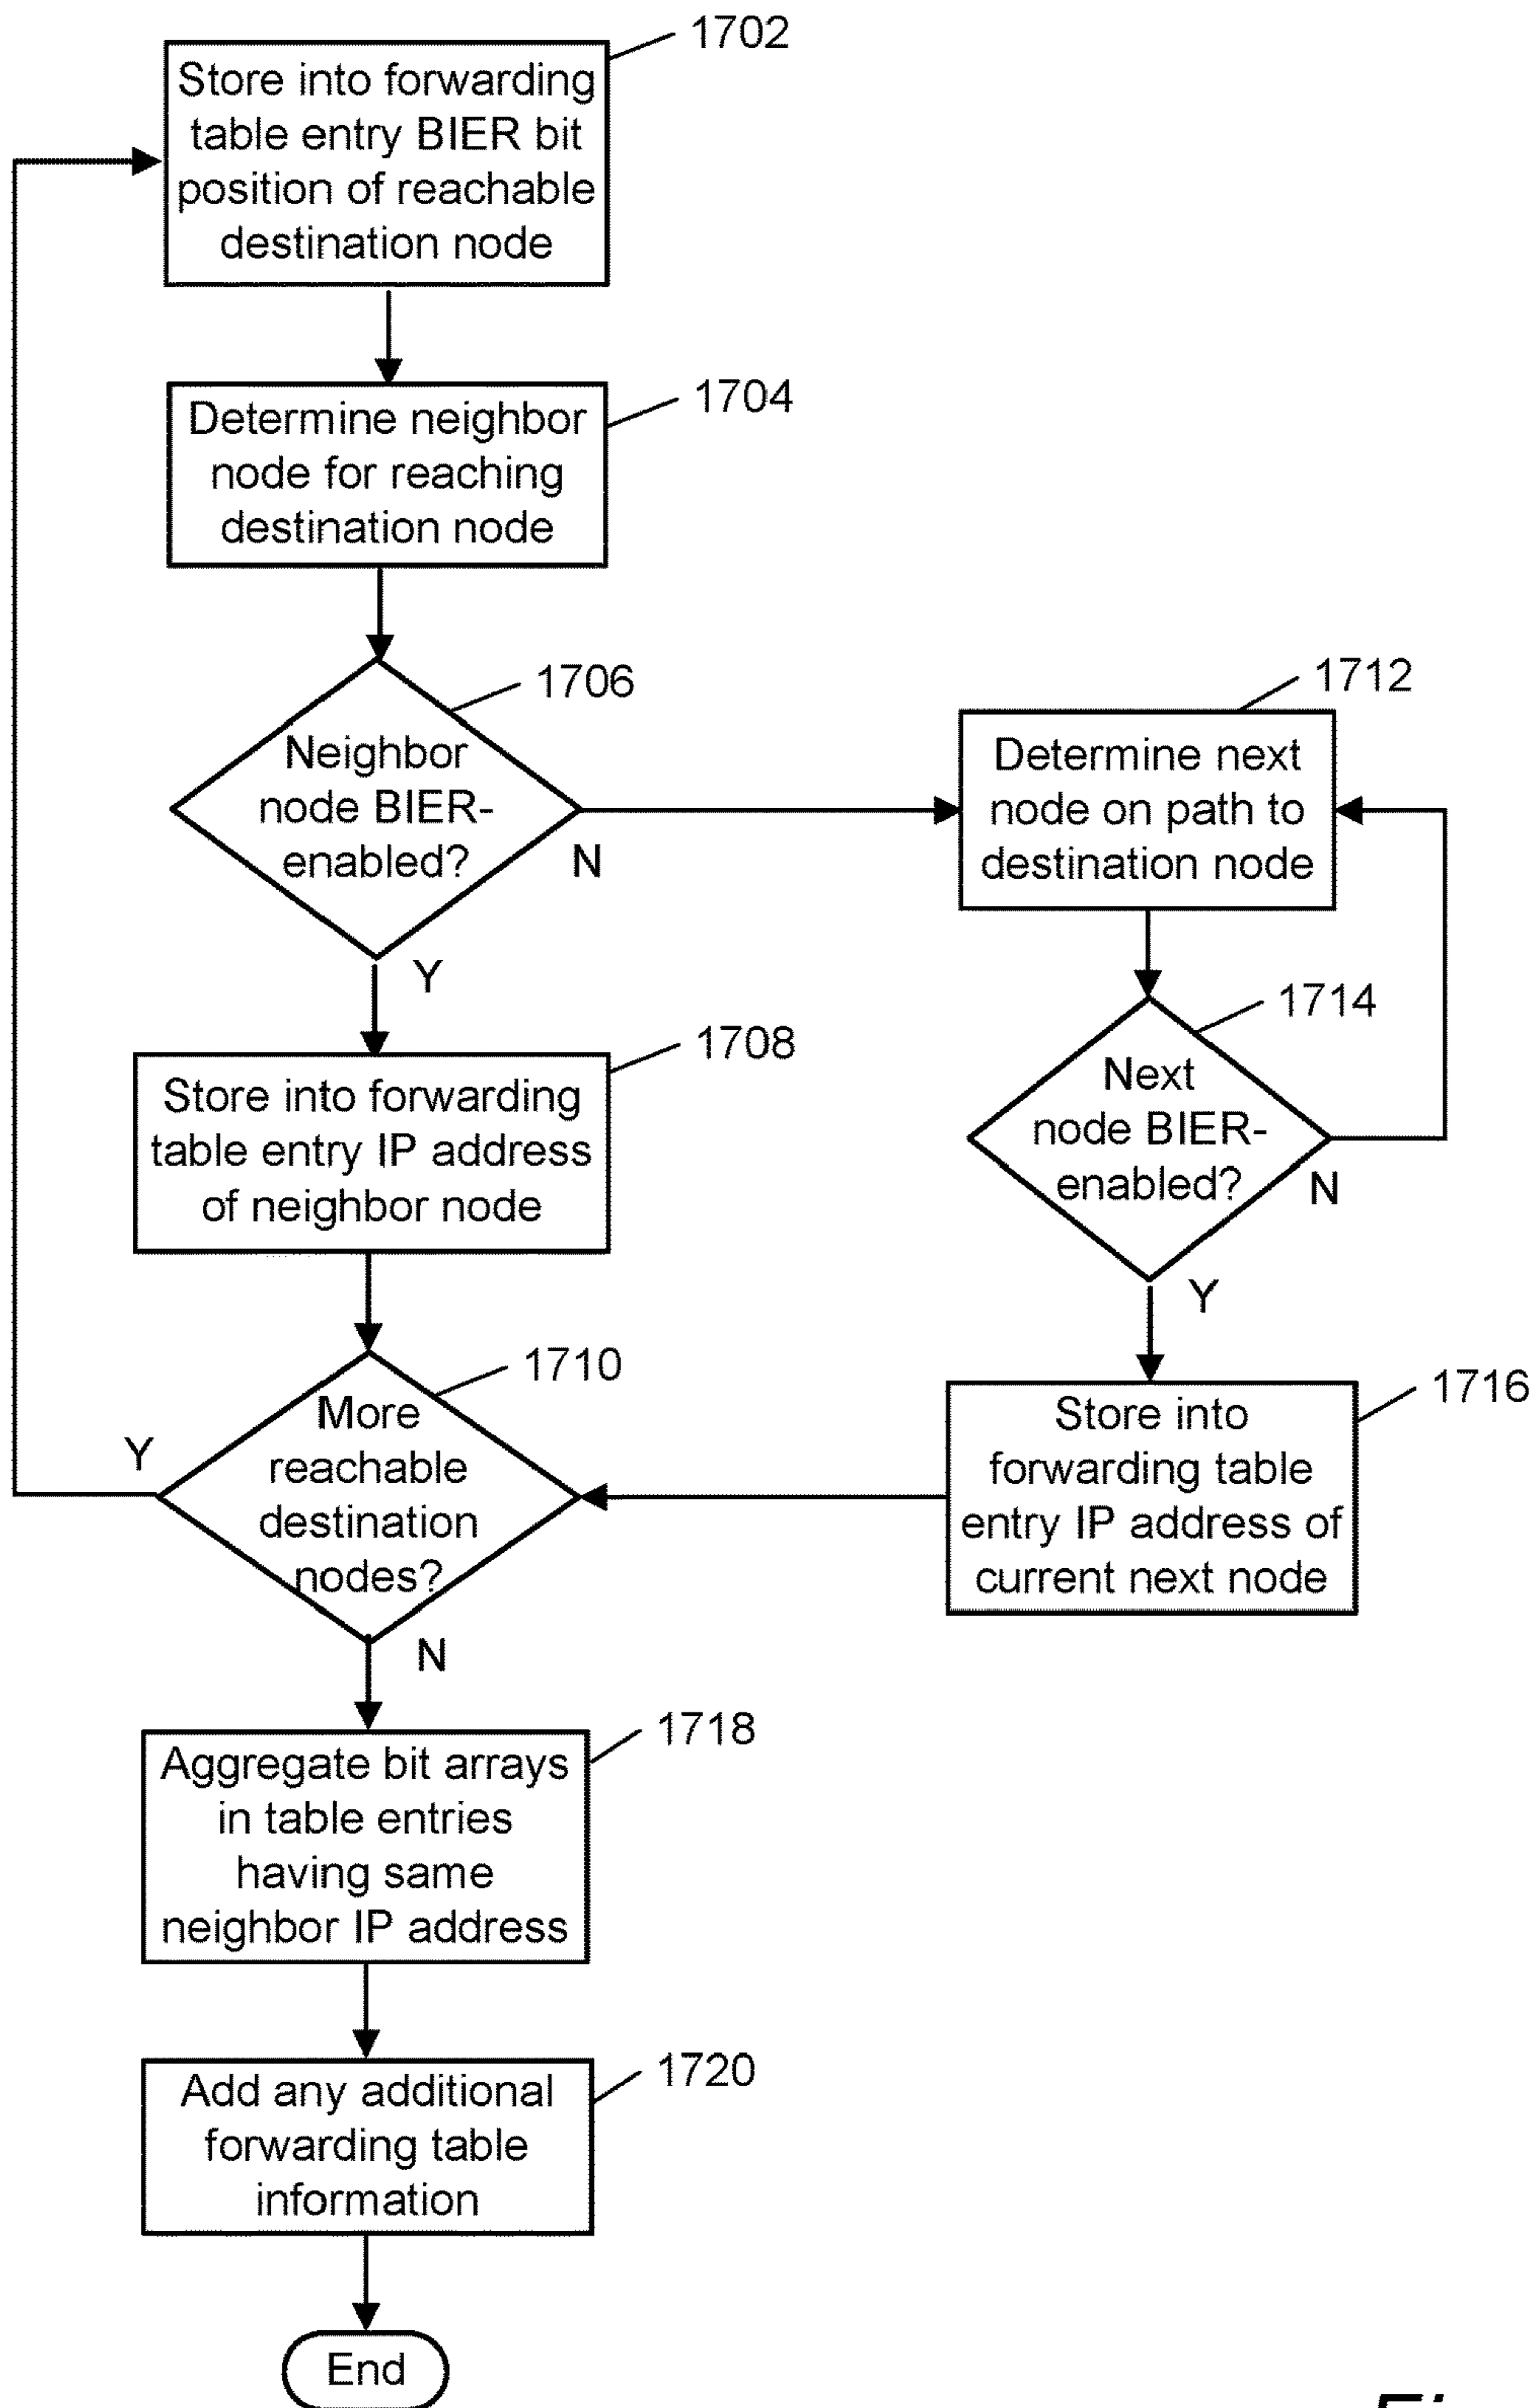 1702
Store into forwarding
table entry BIER bit
position of reachable
destination node
1704
Determine neighbor
node for reaching
destination node
1706
Neighbor
node BIER-
enabled?
N
Y
1712
Determine next
node on path to
destination node
1714
Next
node BIER-
enabled?
N
Y
1708
Store into forwarding
table entry IP address
of neighbor node
1710
More
reachable
destination
nodes?
Y
N
1716
Store into
forwarding table
entry IP address of
current next node
1718
Aggregate bit arrays
in table entries
having same
neighbor IP address
1720
Add any additional
forwarding table
information
End